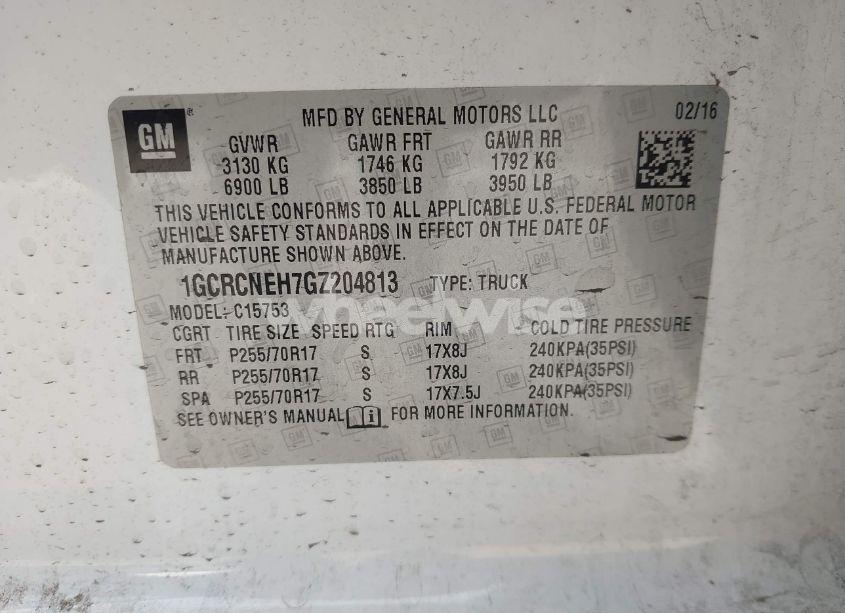 GM ®
MFD BY GENERAL MOTORS LLC 02/16
GVWR GAWR FRT GAWR RR
3130 KG 1746 KG 1792 KG
6900 LB 3850 LB 3950 LB
THIS VEHICLE CONFORMS TO ALL APPLICABLE U.S. FEDERAL MOTOR
VEHICLE SAFETY STANDARDS IN EFFECT ON THE DATE OF
MANUFACTURE SHOWN ABOVE.
1GCRCNEH7GZ204813 TYPE: TRUCK
wheelwise
MODEL: C15753
CGRT TIRE SIZE SPEED RTG RIM COLD TIRE PRESSURE
FRT P255/70R17 S 17X8J 240KPA(35PSI)
RR P255/70R17 S 17X8J 240KPA(35PSI)
SPA P255/70R17 S 17X7.5J 240KPA(35PSI)
SEE OWNER'S MANUAL FOR MORE INFORMATION.